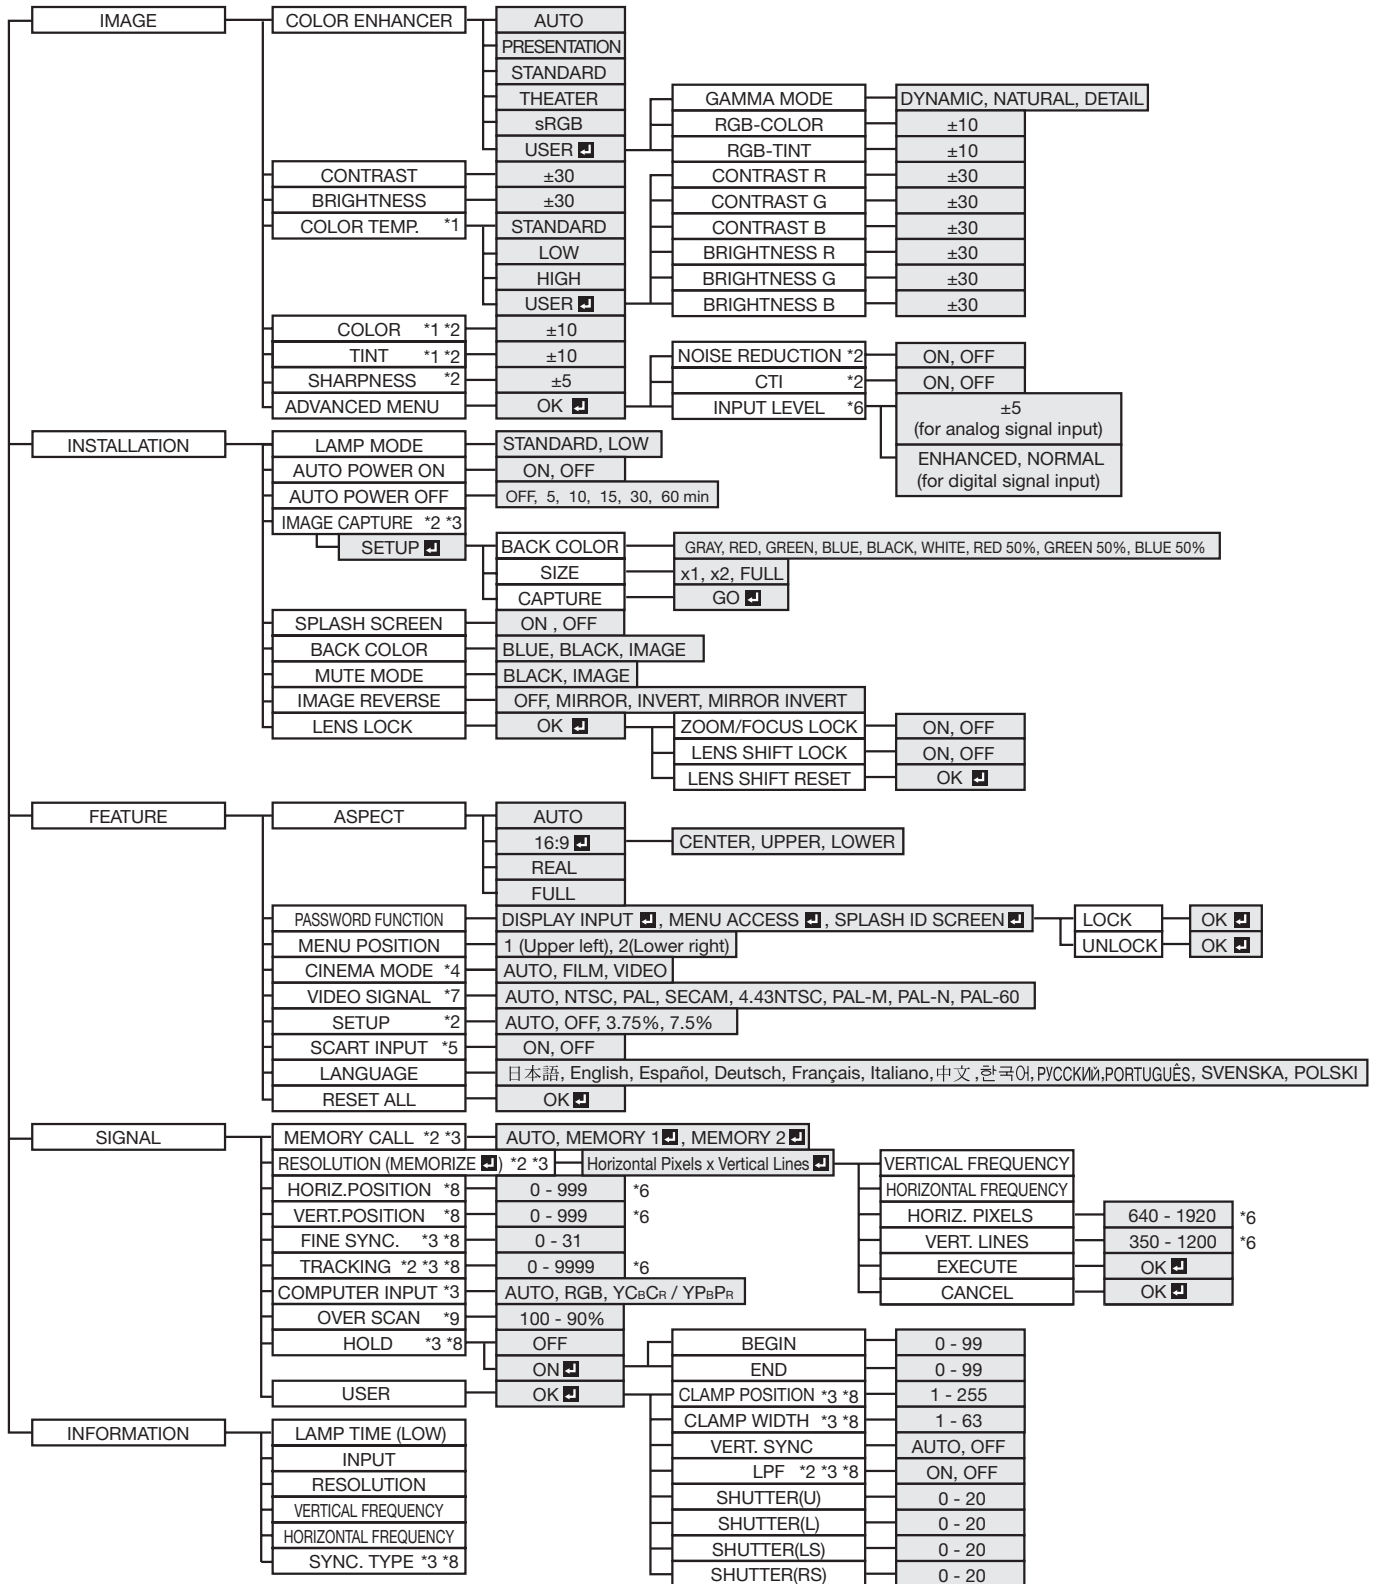 IMAGE
COLOR ENHANCER
AUTO
PRESENTATION
STANDARD
THEATER
sRGB
USER
GAMMA MODE
DYNAMIC, NATURAL, DETAIL
RGB-COLOR
±10
RGB-TINT
±10
CONTRAST
±30
BRIGHTNESS
±30
COLOR TEMP. *1
STANDARD
LOW
HIGH
USER
CONTRAST R
±30
CONTRAST G
±30
CONTRAST B
±30
BRIGHTNESS R
±30
BRIGHTNESS G
±30
BRIGHTNESS B
±30
COLOR *1 *2
±10
TINT *1 *2
±10
SHARPNESS *2
±5
ADVANCED MENU
OK
NOISE REDUCTION *2
ON, OFF
CTI *2
ON, OFF
INPUT LEVEL *6
±5
(for analog signal input)
ENHANCED, NORMAL
(for digital signal input)
INSTALLATION
LAMP MODE
STANDARD, LOW
AUTO POWER ON
ON, OFF
AUTO POWER OFF
OFF, 5, 10, 15, 30, 60 min
IMAGE CAPTURE *2 *3
SETUP
BACK COLOR
GRAY, RED, GREEN, BLUE, BLACK, WHITE, RED 50%, GREEN 50%, BLUE 50%
SIZE
x1, x2, FULL
CAPTURE
GO
SPLASH SCREEN
ON , OFF
BACK COLOR
BLUE, BLACK, IMAGE
MUTE MODE
BLACK, IMAGE
IMAGE REVERSE
OFF, MIRROR, INVERT, MIRROR INVERT
LENS LOCK
OK
ZOOM/FOCUS LOCK
ON, OFF
LENS SHIFT LOCK
ON, OFF
LENS SHIFT RESET
OK
FEATURE
ASPECT
AUTO
16:9
CENTER, UPPER, LOWER
REAL
FULL
PASSWORD FUNCTION
DISPLAY INPUT , MENU ACCESS , SPLASH ID SCREEN
LOCK
OK
UNLOCK
OK
MENU POSITION
1 (Upper left), 2(Lower right)
CINEMA MODE *4
AUTO, FILM, VIDEO
VIDEO SIGNAL *7
AUTO, NTSC, PAL, SECAM, 4.43NTSC, PAL-M, PAL-N, PAL-60
SETUP *2
AUTO, OFF, 3.75%, 7.5%
SCART INPUT *5
ON, OFF
LANGUAGE
日本語, English, Español, Deutsch, Français, Italiano,中文,한국어,РУССКИЙ,PORTUGUÊS, SVENSKA, POLSKI
RESET ALL
OK
SIGNAL
MEMORY CALL *2 *3
AUTO, MEMORY 1 , MEMORY 2
RESOLUTION (MEMORIZE ) *2 *3
Horizontal Pixels x Vertical Lines
VERTICAL FREQUENCY
HORIZONTAL FREQUENCY
HORIZ. PIXELS
640 - 1920 *6
VERT. LINES
350 - 1200 *6
EXECUTE
OK
CANCEL
OK
HORIZ.POSITION *8
0 - 999 *6
VERT.POSITION *8
0 - 999 *6
FINE SYNC. *3 *8
0 - 31
TRACKING *2 *3 *8
0 - 9999 *6
COMPUTER INPUT *3
AUTO, RGB, YCBCR / YPBPR
OVER SCAN *9
100 - 90%
HOLD *3 *8
OFF
ON
BEGIN
0 - 99
END
0 - 99
USER
OK
CLAMP POSITION *3 *8
1 - 255
CLAMP WIDTH *3 *8
1 - 63
VERT. SYNC
AUTO, OFF
LPF *2 *3 *8
ON, OFF
SHUTTER(U)
0 - 20
SHUTTER(L)
0 - 20
SHUTTER(LS)
0 - 20
SHUTTER(RS)
0 - 20
INFORMATION
LAMP TIME (LOW)
INPUT
RESOLUTION
VERTICAL FREQUENCY
HORIZONTAL FREQUENCY
SYNC. TYPE *3 *8